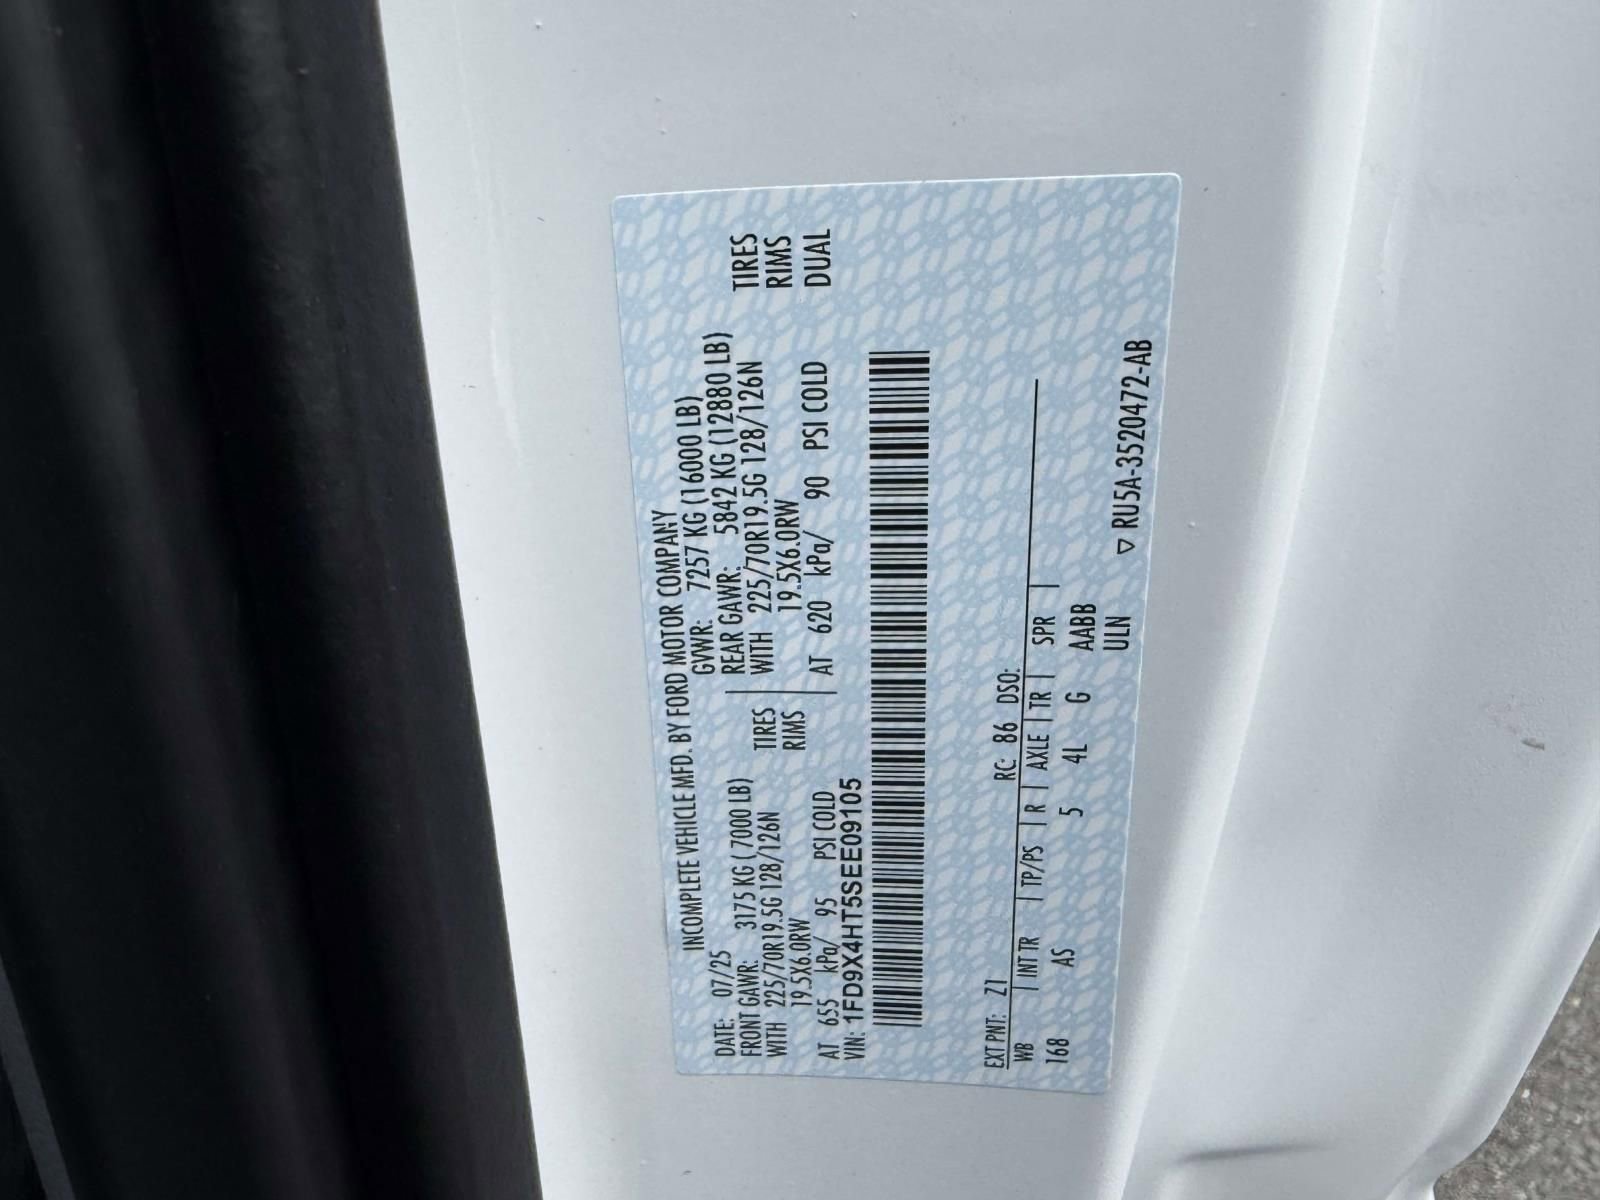 INCOMPLETE VEHICLE MFD. BY FORD MOTOR COMPANY
DATE: 07/25 GVWR: 7257 KG (16000 LB)
FRONT GAWR: 3175 KG ( 7000 LB) REAR GAWR: 5842 KG (12880 LB)
WITH 225/70R19.5G 128/126N TIRES WITH 225/70R19.5G 128/126N TIRES
19.5X6.0RW RIMS 19.5X6.0RW RIMS
AT 655 kPa/ 95 PSI COLD AT 620 kPa/ 90 PSI COLD DUAL
VIN: 1FD9X4HT5SEE09105
EXT PNT: Z1 RC: 86 DSO:
WB | INT TR | TP/PS | R | AXLE | TR | SPR |
168 AS 5 4L G AABB
ULN
▽ RU5A-3520472-AB